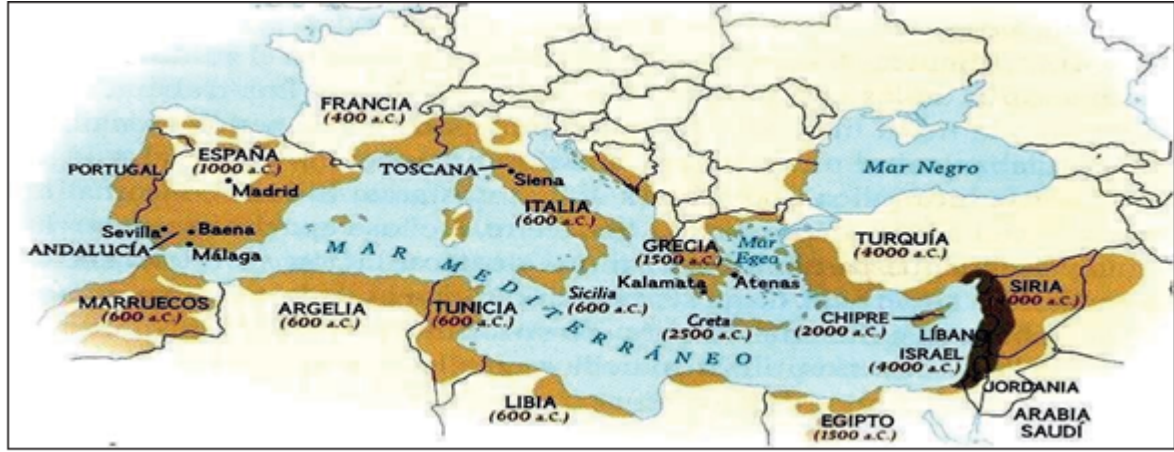 FRANCIA
(400 a.C.)
PORTUGAL
ESPAÑA
(1000 a.C.)
Madrid
TOSCANA
Siena
Mar Negro
ITALIA
(600 a.C.)
Sevilla
Baena
ANDALUCÍA
Málaga
GRECIA
(1500 a.C.)
Mar
Egeo
TURQUÍA
(4000 a.C.)
MAR MEDITERRÁNEO
Kalamata
Atenas
MARRUECOS
(600 a.C.)
ARGELIA
(600 a.C.)
TUNICIA
(600 a.C.)
Sicilia
(600 a.C.)
Creta
(2500 a.C.)
CHIPRE
(2000 a.C.)
SIRIA
(4000 a.C.)
LÍBANO
ISRAEL
(4000 a.C.)
JORDANIA
LIBIA
(600 a.C.)
EGIPTO
(1500 a.C.)
ARABIA
SAUDÍ